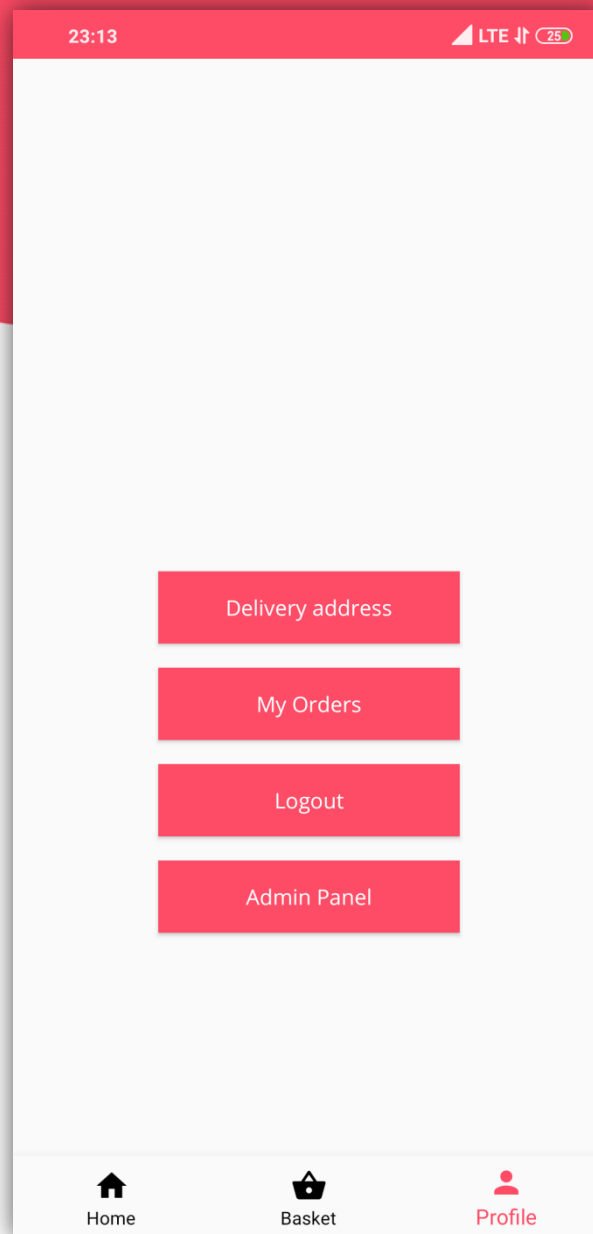 23:13 LTE 25
Delivery address
My Orders
Logout
Admin Panel
Home Basket Profile